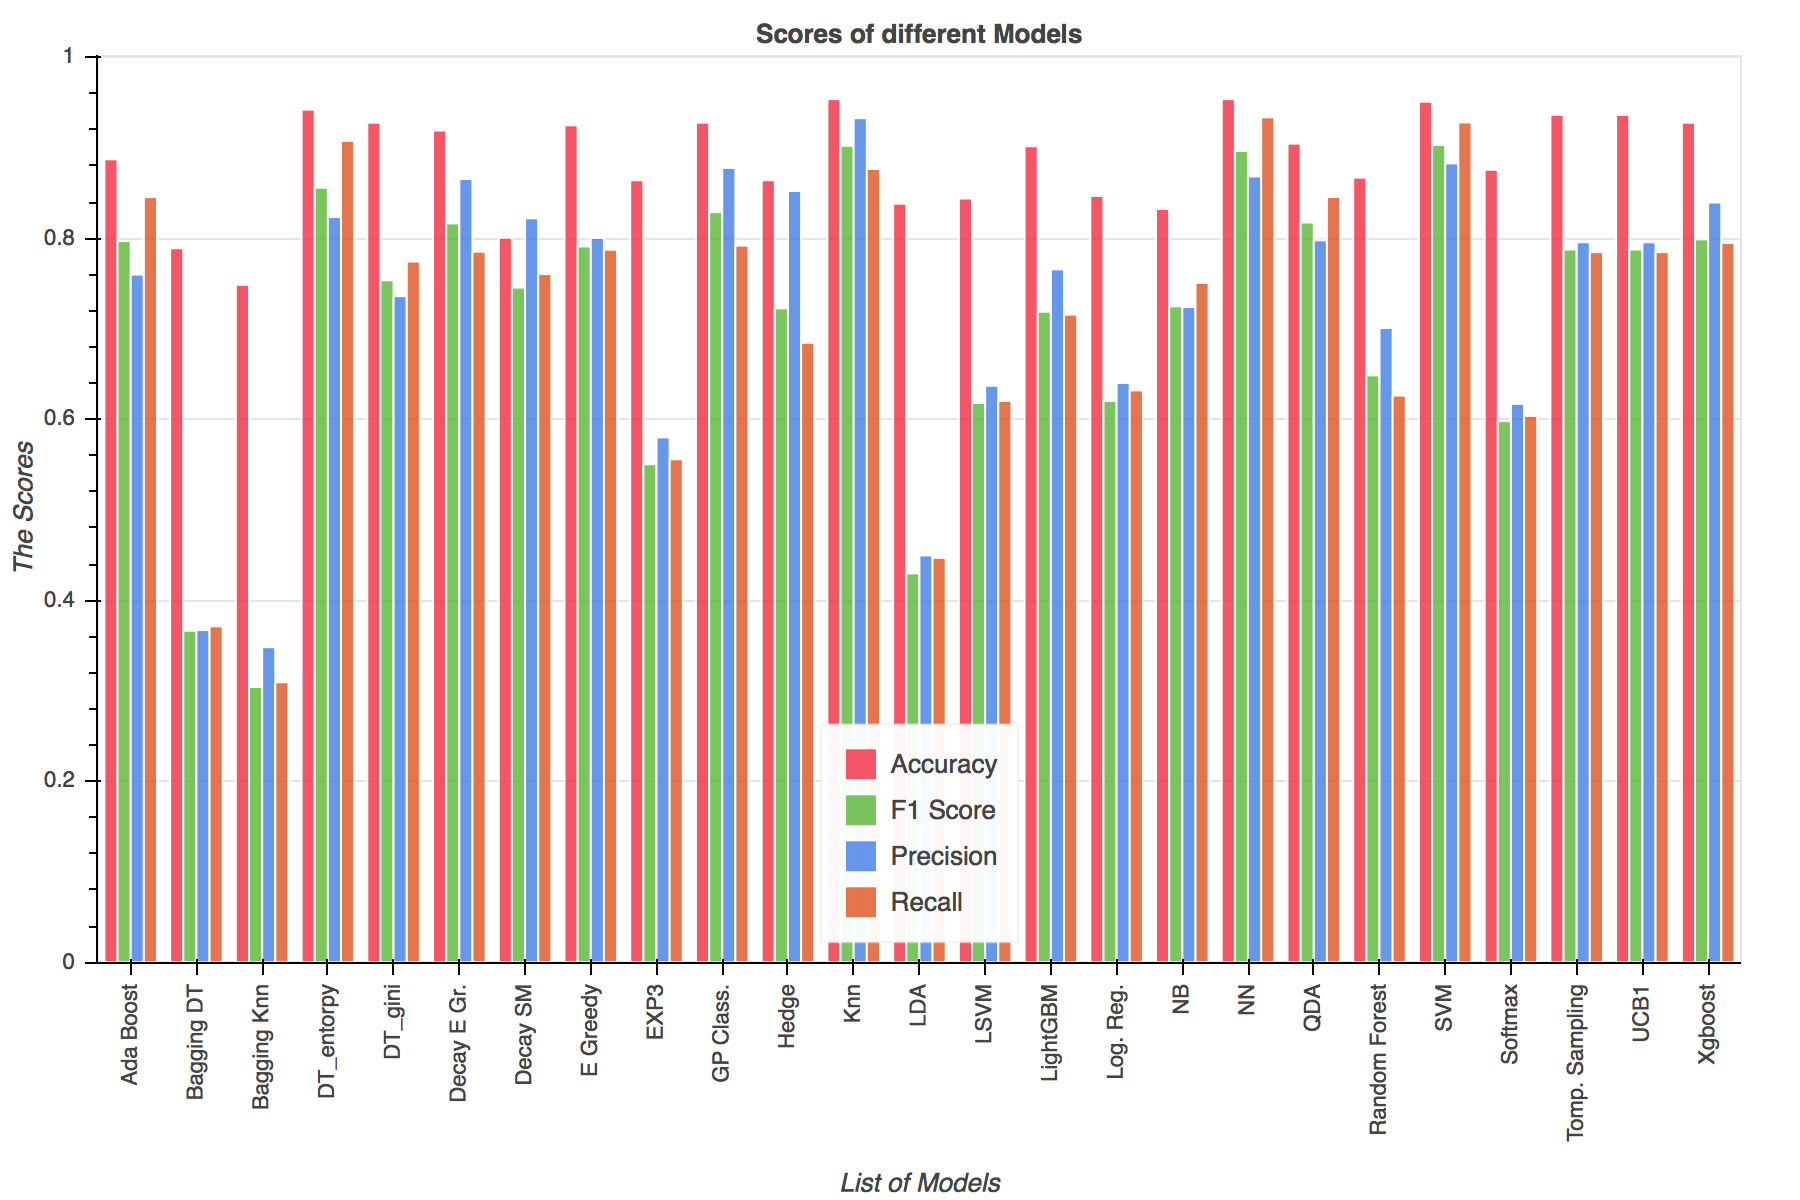 Scores of different Models
1
0.8
0.6
0.4
0.2
0
The Scores
Accuracy
F1 Score
Precision
Recall
Ada Boost
Bagging DT
Bagging Knn
DT_entorpy
DT_gini
Decay E Gr.
Decay SM
E Greedy
EXP3
GP Class.
Hedge
Knn
LDA
LSVM
LightGBM
Log. Reg.
NB
NN
QDA
Random Forest
SVM
Softmax
Tomp. Sampling
UCB1
Xgboost
List of Models